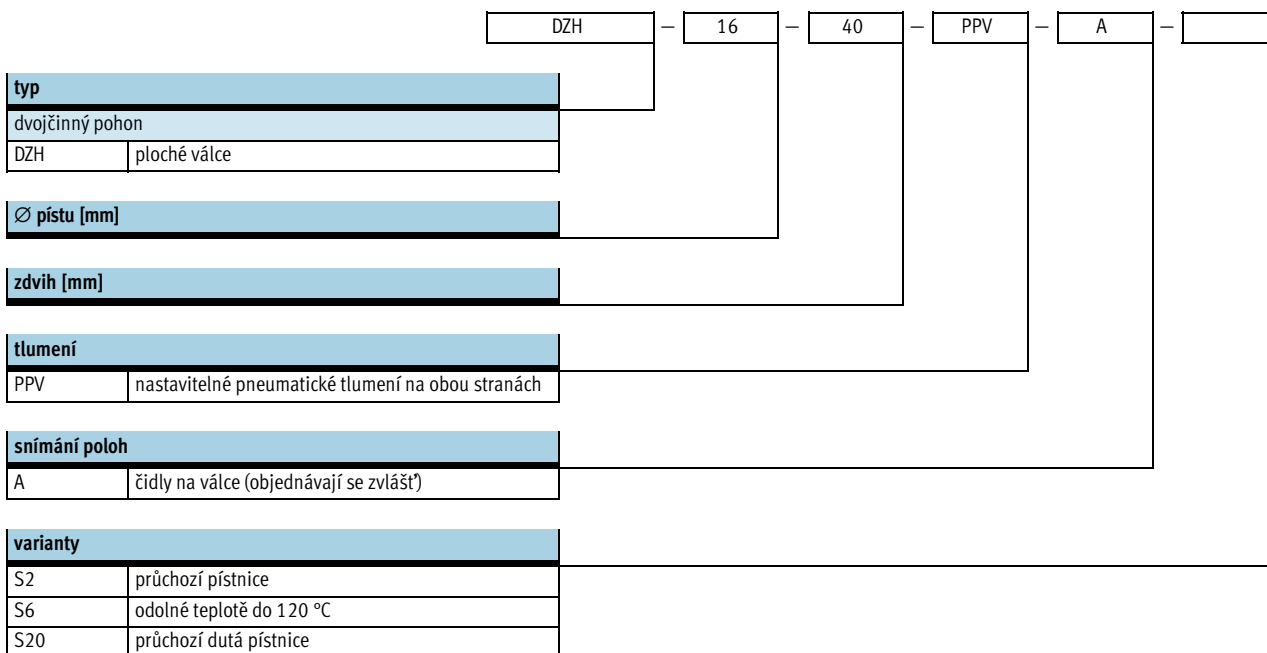 DZH – 16 – 40 – PPV – A –
typ
dvojčinný pohon
DZH ploché válce
∅ pístu [mm]
zdvih [mm]
tlumení
PPV nastavitelné pneumatické tlumení na obou stranách
snímání poloh
A čidly na válce (objednávají se zvlášť)
varianty
S2 průchozí pístnice
S6 odolné teplotě do 120 °C
S20 průchozí dutá pístnice